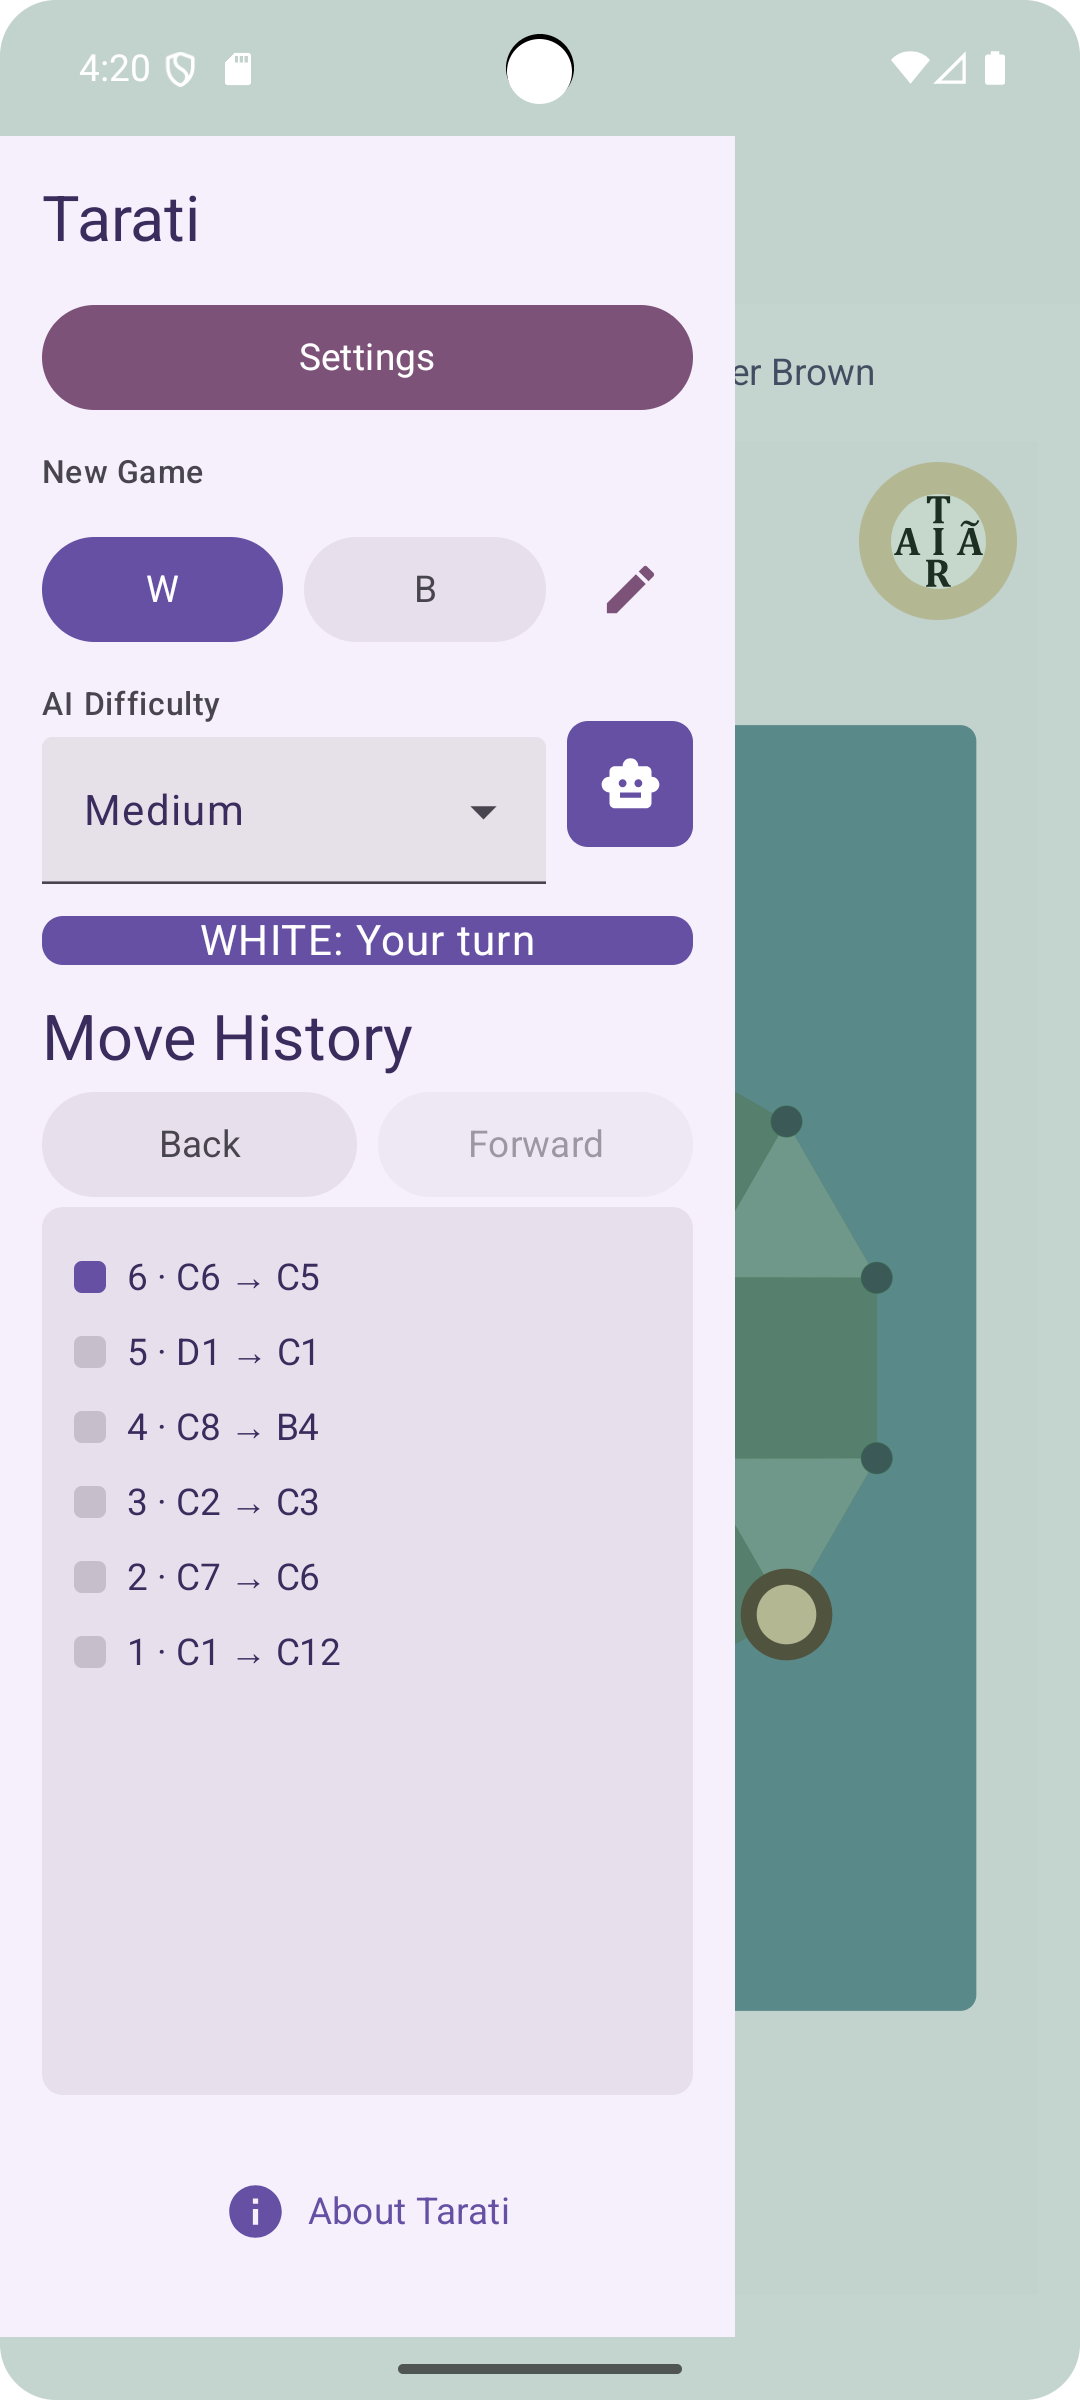 4:20
Tarati
Settings
er Brown
New Game
T
A I Ã
R
W B
AI Difficulty
Medium
WHITE: Your turn
Move History
Back Forward
6 · C6 → C5
5 · D1 → C1
4 · C8 → B4
3 · C2 → C3
2 · C7 → C6
1 · C1 → C12
About Tarati